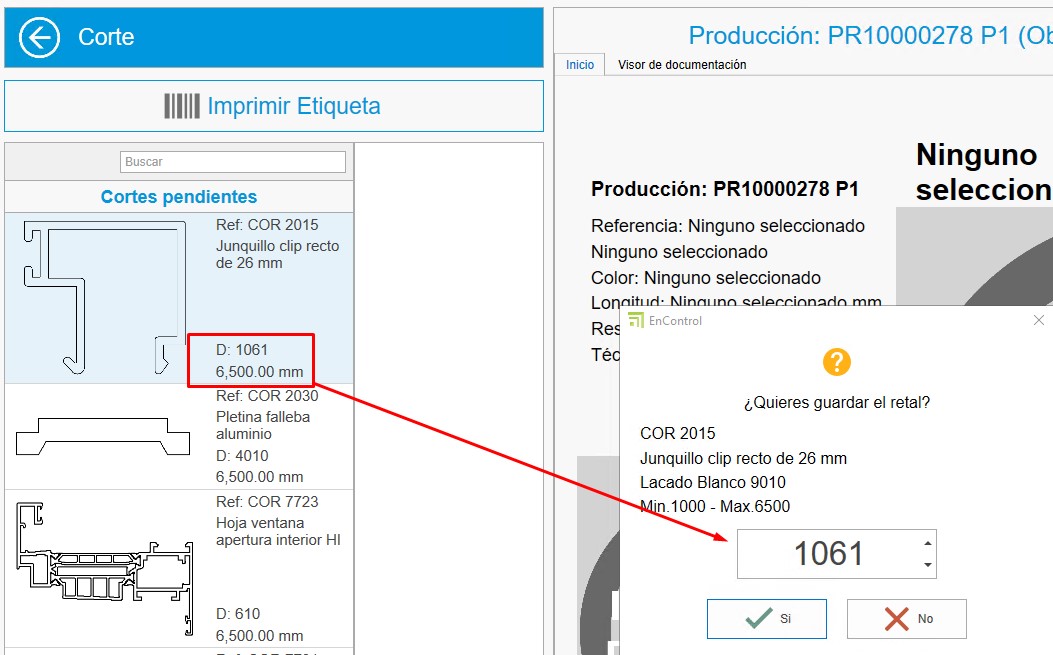 Corte
Imprimir Etiqueta
Buscar
Cortes pendientes
Ref: COR 2015
Junquillo clip recto
de 26 mm
D: 1061
6,500.00 mm
Ref: COR 2030
Pletina falleba
aluminio
D: 4010
6,500.00 mm
Ref: COR 7723
Hoja ventana
apertura interior HI
D: 610
6,500.00 mm
Producción: PR10000278 P1 (Ob
Inicio
Visor de documentación
Ninguno
seleccion
Producción: PR10000278 P1
Referencia: Ninguno seleccionado
Ninguno seleccionado
Color: Ninguno seleccionado
Longitud: Ninguno seleccionado mm
Res
Téc
EnControl
¿Quieres guardar el retal?
COR 2015
Junquillo clip recto de 26 mm
Lacado Blanco 9010
Min.1000 - Max.6500
1061
Si
No